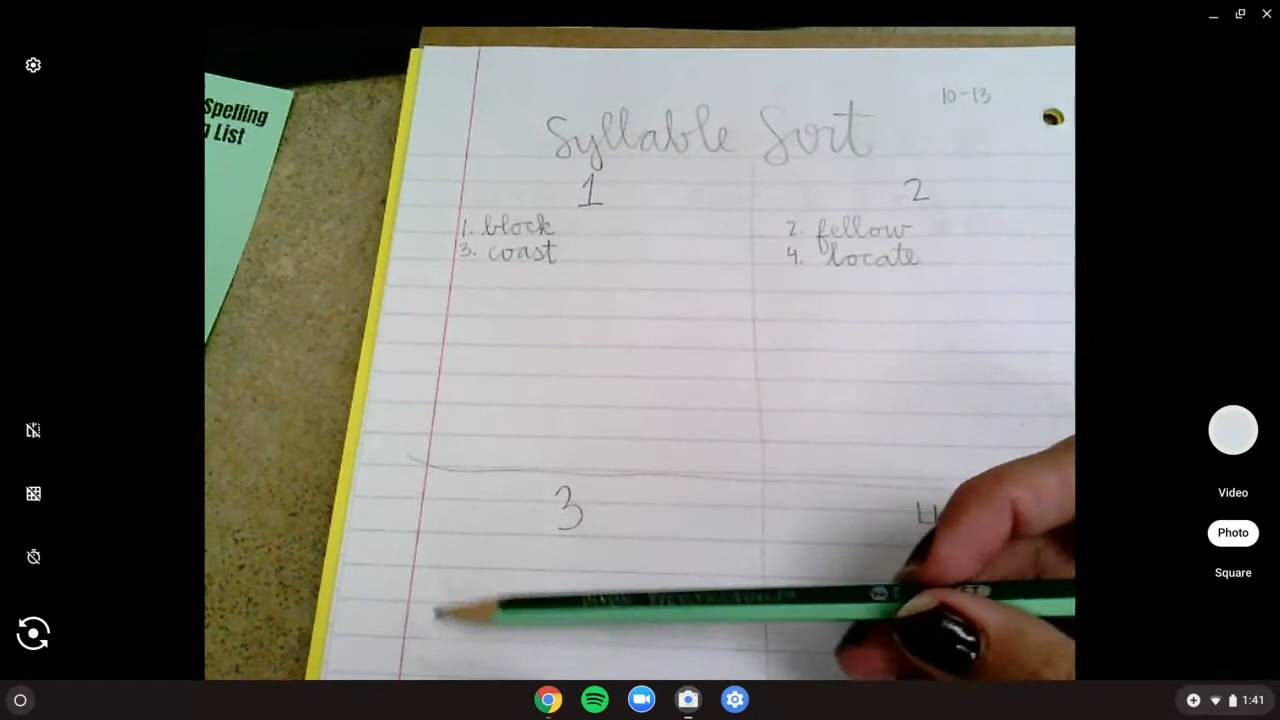 Spelling
List
10-13
Syllable Sort
1
2
1. block
2. fellow
3. coast
4. locate
3
4
Video
Photo
Square
1:41